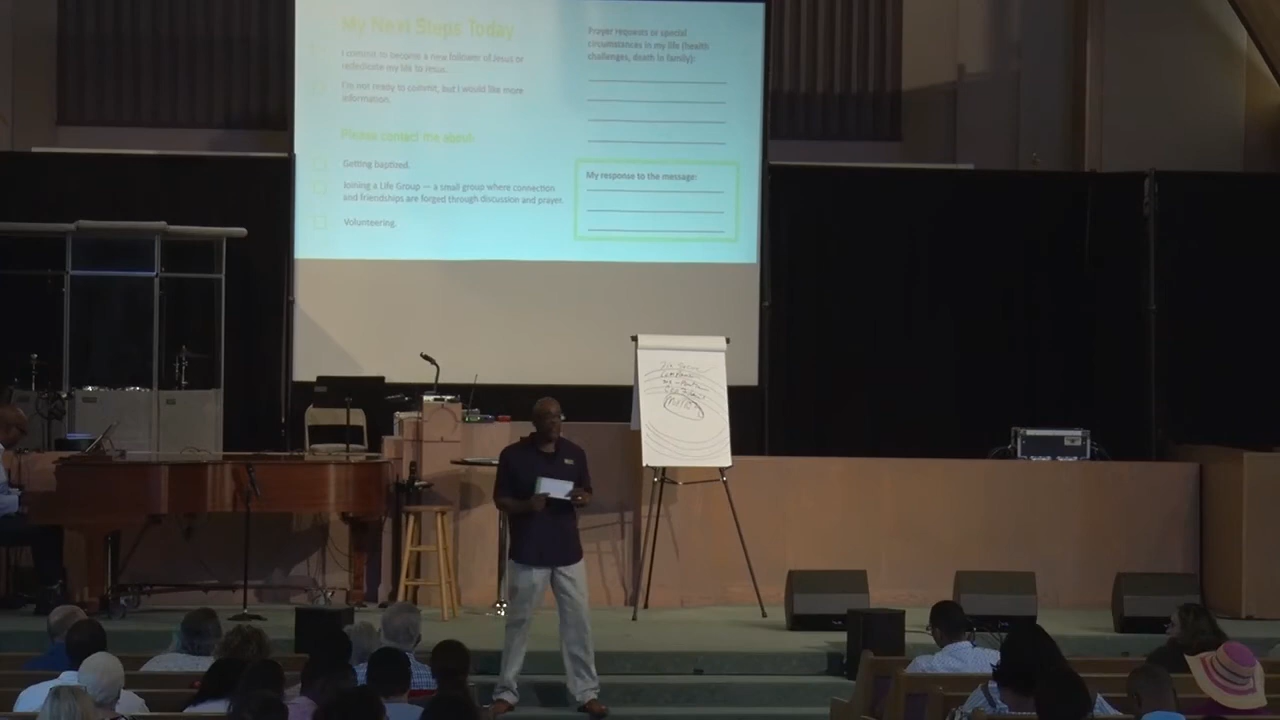 My Next Steps Today
I commit to become a new follower of Jesus or
rededicate my life to Jesus.
I'm not ready to commit, but I would like more
information.
Please contact me about:
Getting baptized.
Joining a Life Group — a small group where connection
and friendships are forged through discussion and prayer.
Volunteering.
Prayer requests or special
circumstances in my life (health
challenges, death in family):
My response to the message: